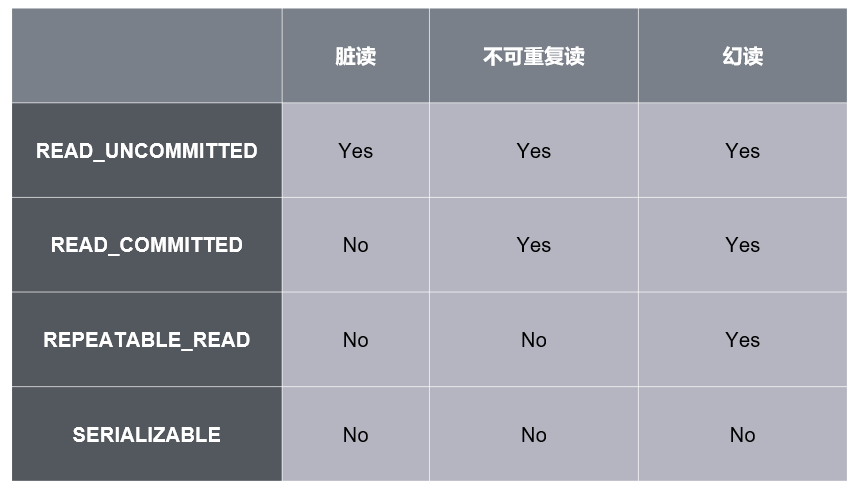 脏读 不可重复读 幻读
READ_UNCOMMITTED Yes Yes Yes
READ_COMMITTED No Yes Yes
REPEATABLE_READ No No Yes
SERIALIZABLE No No No